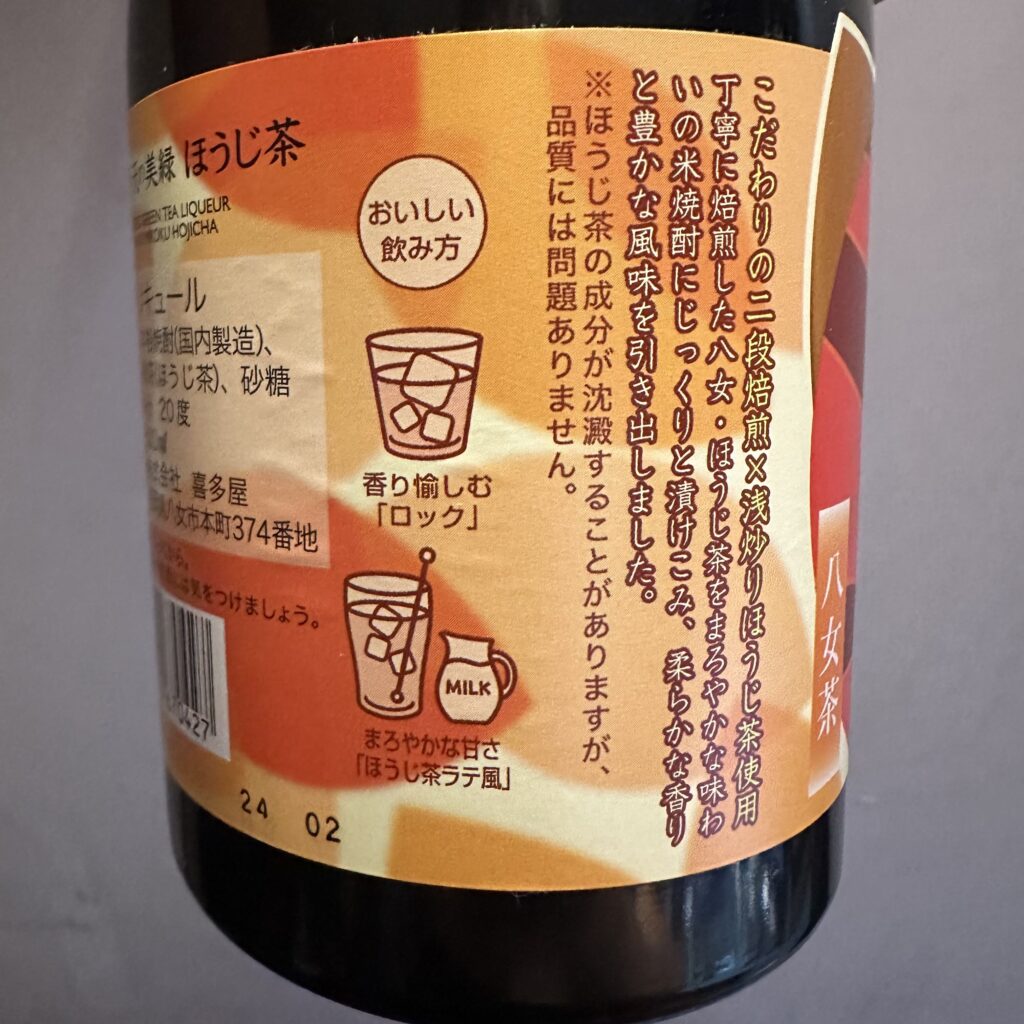 こだわりの二段焙煎×浅炒りほうじ茶使用
丁寧に焙煎した八女・ほうじ茶をまろやかな味わ
いの米焼酎にじっくりと漬けこみ、柔らかな香り
と豊かな風味を引き出しました。
※ほうじ茶の成分が沈澱することがありますが、
品質には問題ありません。
八女茶
おいしい
飲み方
香り愉しむ
「ロック」
MILK
まろやかな甘さ
「ほうじ茶ラテ風」
の美緑 ほうじ茶
GREEN TEA LIQUEUR
HOJICHA
キュール
焼酎(国内製造)、
ほうじ茶)、砂糖
20度
会社 喜多屋
八女市本町374番地
気をつけましょう。
0427
24 02